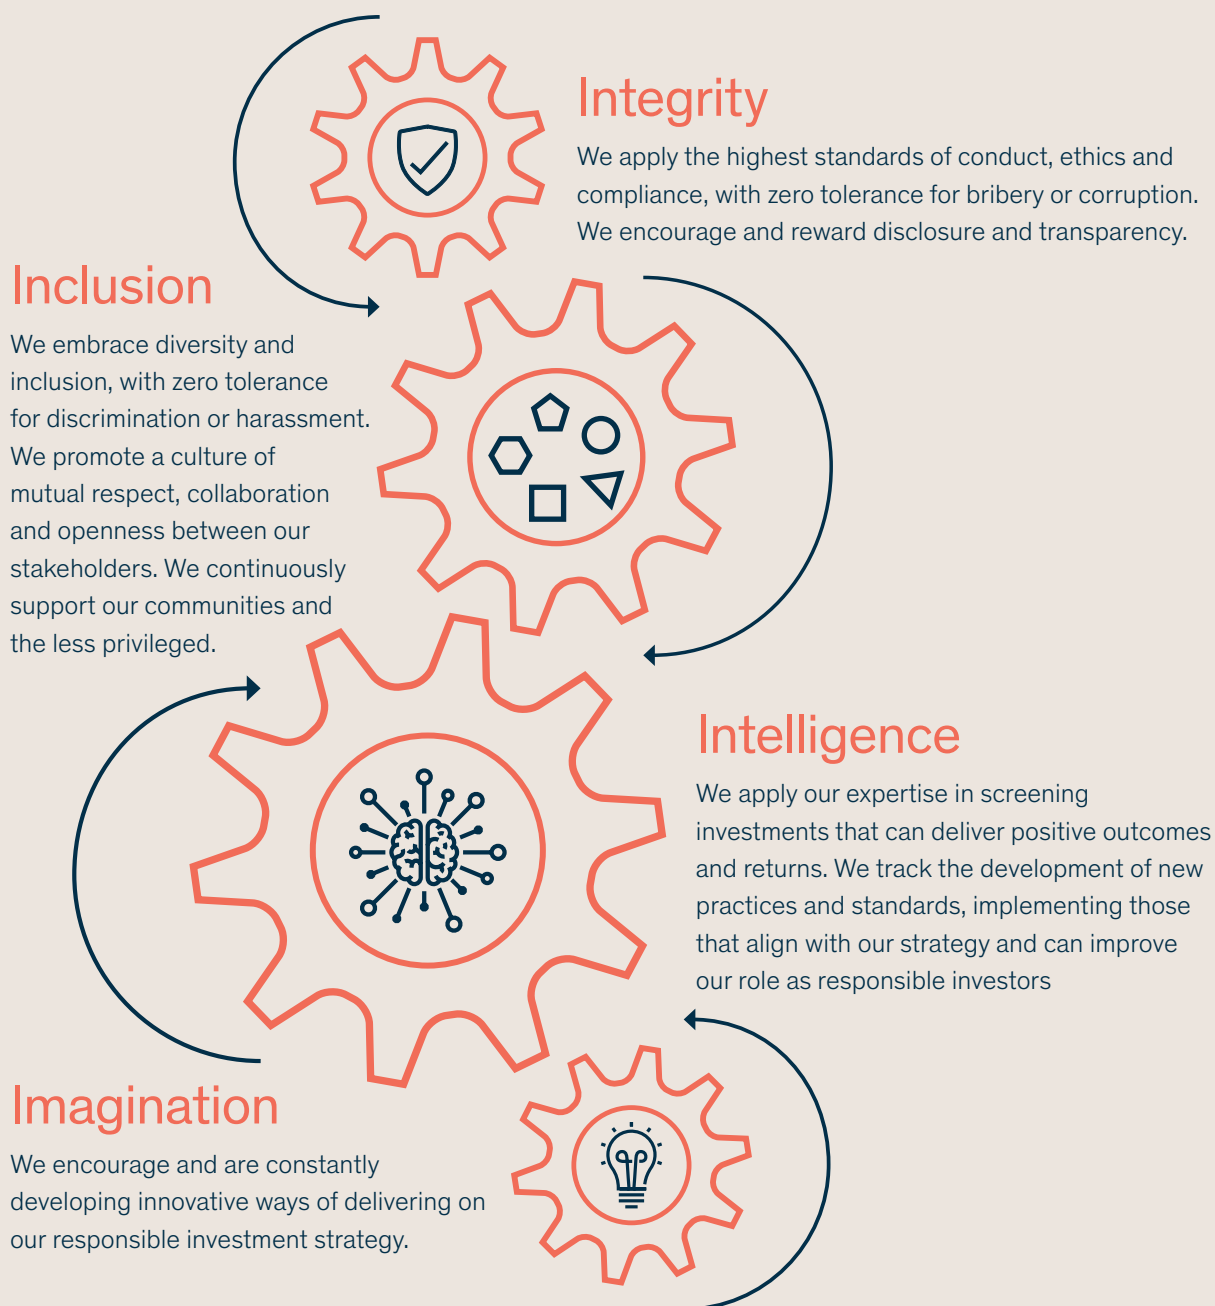 Integrity
We apply the highest standards of conduct, ethics and
compliance, with zero tolerance for bribery or corruption.
We encourage and reward disclosure and transparency.
Inclusion
We embrace diversity and
inclusion, with zero tolerance
for discrimination or harassment.
We promote a culture of
mutual respect, collaboration
and openness between our
stakeholders. We continuously
support our communities and
the less privileged.
Intelligence
We apply our expertise in screening
investments that can deliver positive outcomes
and returns. We track the development of new
practices and standards, implementing those
that align with our strategy and can improve
our role as responsible investors
Imagination
We encourage and are constantly
developing innovative ways of delivering on
our responsible investment strategy.